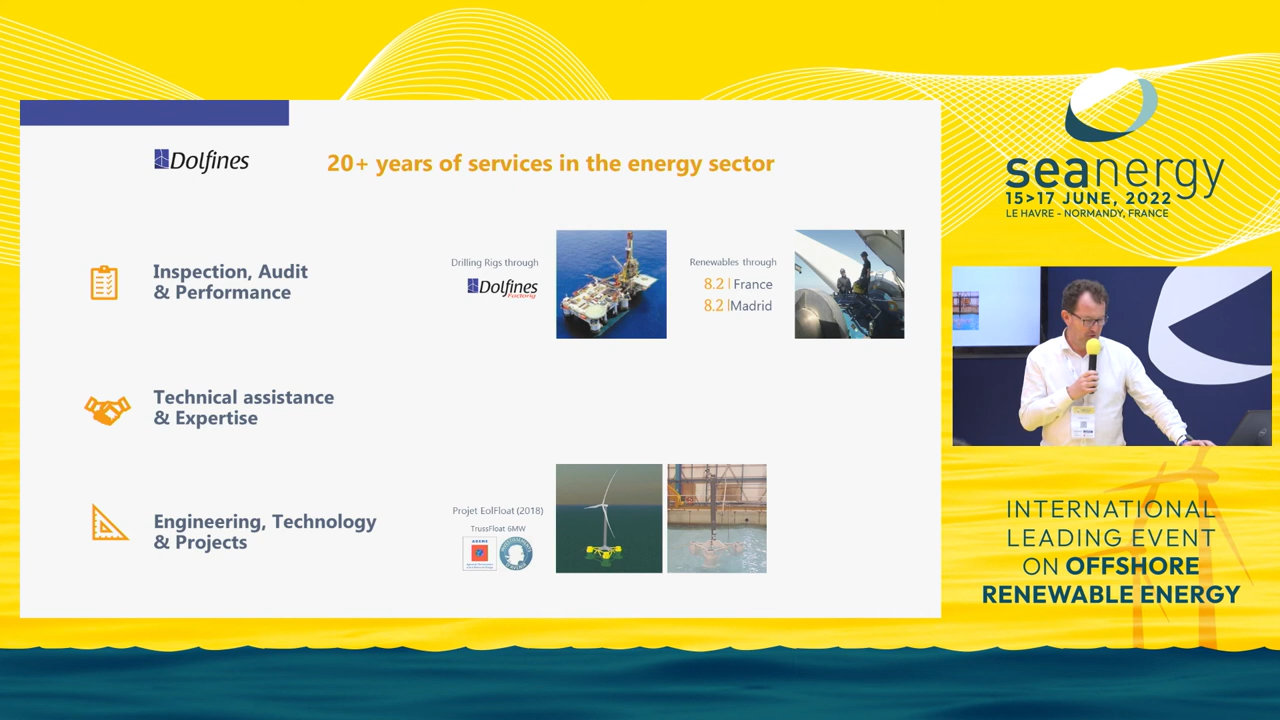 Dolfines
20+ years of services in the energy sector
Inspection, Audit
& Performance
Drilling Rigs through
Dolfines
Factory
Renewables through
8.2 | France
8.2 |Madrid
Technical assistance
& Expertise
Engineering, Technology
& Projects
Projet EolFloat (2018)
TrussFloat 6MW
ADEME
seanergy
15>17 JUNE, 2022
LE HAVRE - NORMANDY, FRANCE
INTERNATIONAL
LEADING EVENT
ON OFFSHORE
RENEWABLE ENERGY